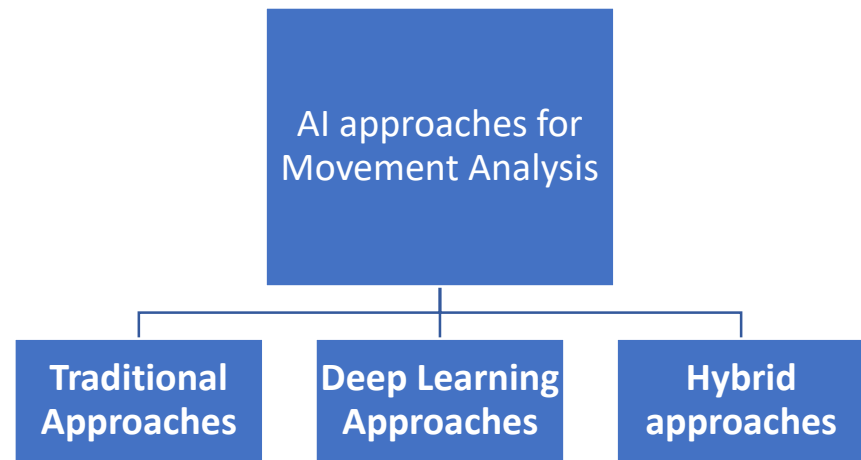 AI approaches for
Movement Analysis
Traditional
Approaches
Deep Learning
Approaches
Hybrid
approaches